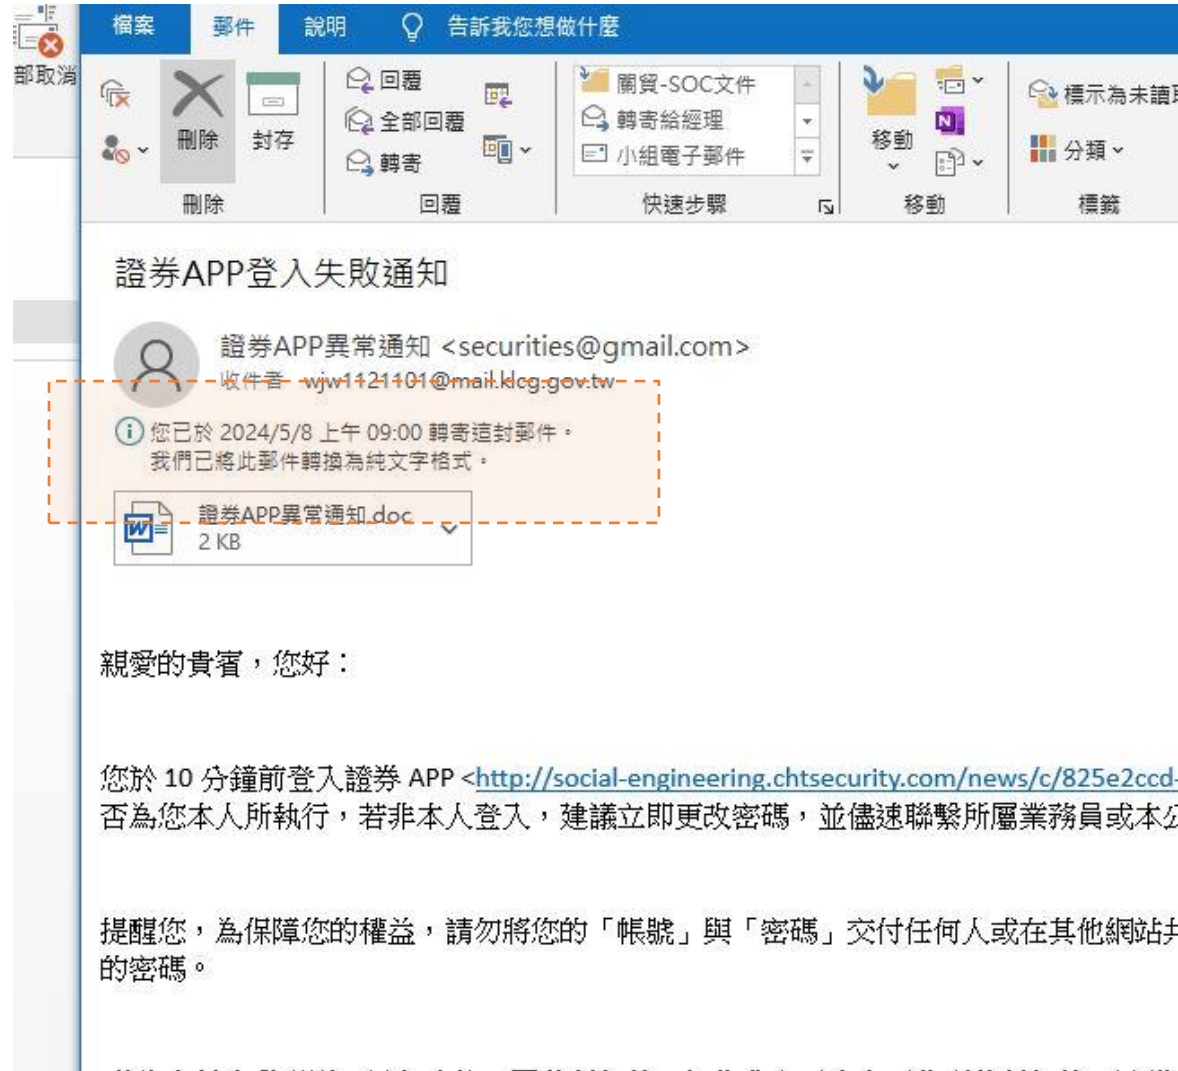 檔案 郵件 說明 告訴我您想做什麼
部取消
刪除
封存
回覆
全部回覆
轉寄
關貿-SOC文件
轉寄給經理
小組電子郵件
移動
標示為未讀
分類
刪除 回覆 快速步驟 移動 標籤
證券APP登入失敗通知
證券APP異常通知 <securities@gmail.com>
收件者 wjw1121101@mail.klcg.gov.tw
您已於 2024/5/8 上午 09:00 轉寄這封郵件。
我們已將此郵件轉換為純文字格式。
證券APP異常通知.doc
2 KB
親愛的貴賓，您好：
您於 10 分鐘前登入證券 APP <http://social-engineering.chtsecurity.com/news/c/825e2ccd-
否為您本人所執行，若非本人登入，建議立即更改密碼，並儘速聯繫所屬業務員或本公
提醒您，為保障您的權益，請勿將您的「帳號」與「密碼」交付任何人或在其他網站共
的密碼。